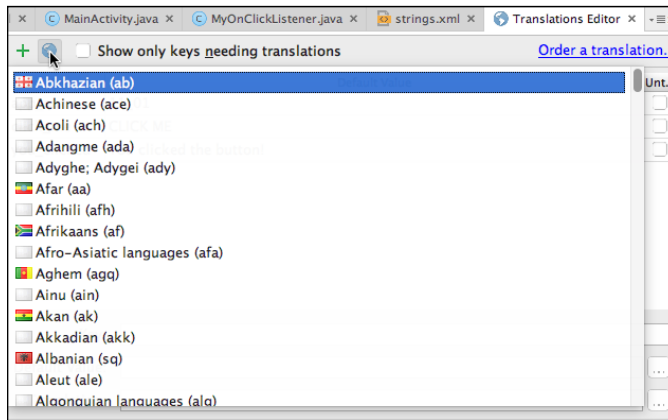 MainActivity.java MyOnClickListener.java strings.xml Translations Editor
Show only keys needing translations Order a translation.
Unt.
Abkhazian (ab)
Achinese (ace)
Acoli (ach)
Adangme (ada)
Adyghe; Adygei (ady)
Afar (aa)
Afrihili (afh)
Afrikaans (af)
Afro-Asiatic languages (afa)
Aghem (agq)
Ainu (ain)
Akan (ak)
Akkadian (akk)
Albanian (sq)
Aleut (ale)
Algonquian languages (alg)